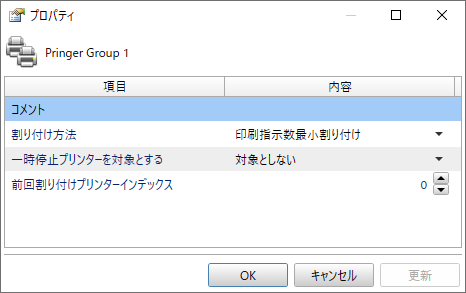 プロパティ
Pringer Group 1
項目 内容
コメント
割り付け方法 印刷指示数最小割り付け
一時停止プリンターを対象とする 対象としない
前回割り付けプリンターインデックス 0
OK キャンセル 更新